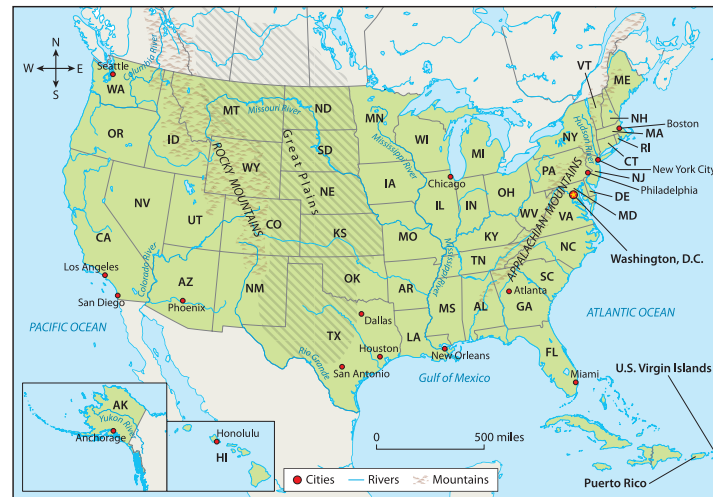 N
W E
S
Seattle
Columbia River
WA
OR
ID
MT
Missouri River
ND
MN
SD
WY
ROCKY MOUNTAINS
Great Plains
NE
NV
UT
CO
KS
CA
Colorado River
AZ
NM
OK
TX
Los Angeles
San Diego
Phoenix
Dallas
Houston
San Antonio
Rio Grande
PACIFIC OCEAN
Mississippi River
WI
MI
IA
Chicago
IL
IN
OH
MO
KY
WV
TN
AR
Mississippi River
MS
AL
LA
New Orleans
Gulf of Mexico
APPALACHIAN MOUNTAINS
Atlanta
GA
SC
NC
VA
PA
NY
Hudson River
VT
ME
NH
Boston
MA
RI
CT
New York City
NJ
Philadelphia
DE
MD
Washington, D.C.
ATLANTIC OCEAN
FL
Miami
U.S. Virgin Islands
Puerto Rico
AK
Yukon River
Anchorage
Honolulu
HI
0 500 miles
Cities Rivers Mountains